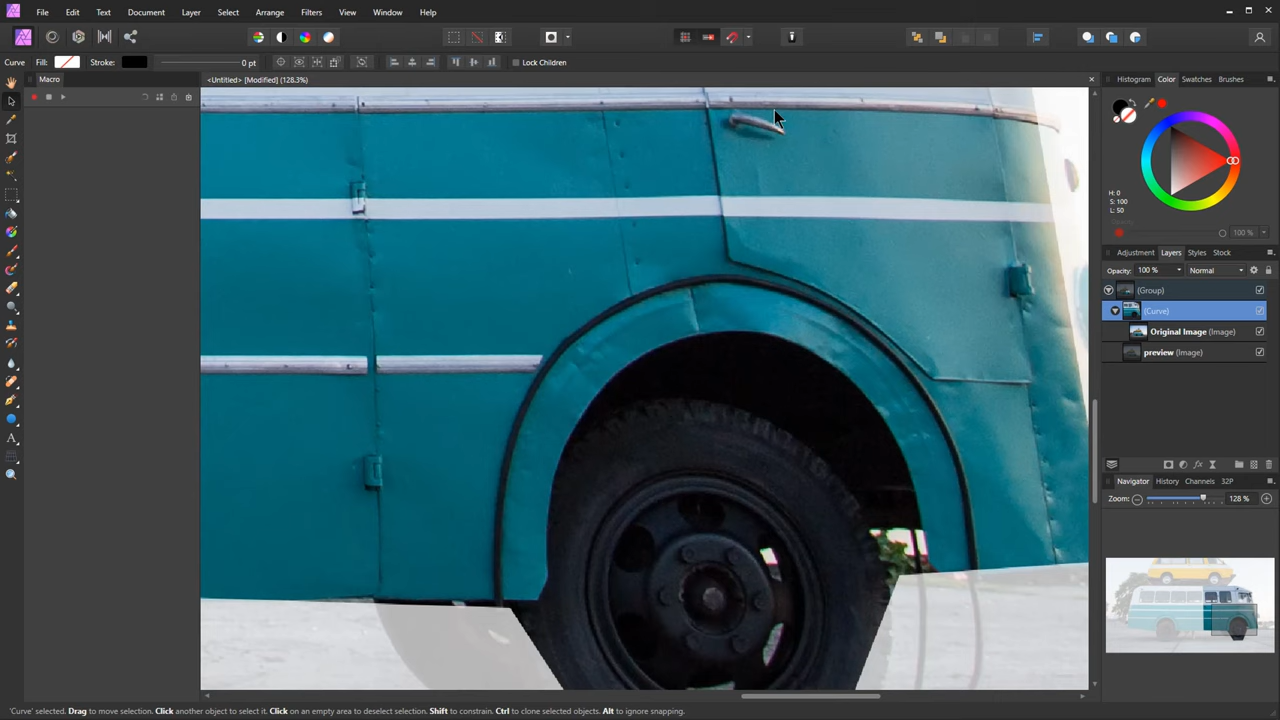 File Edit Text Document Layer Select Arrange Filters View Window Help
Curve Fill: Stroke: 0 pt Lock Children
Macro <Untitled> [Modified] (128.3%) Histogram Color Swatches Brushes
H: 0
S: 100
L: 50
Opacity
100 %
Adjustment Layers Styles Stock
Opacity: 100 % Normal
(Group)
(Curve)
Original Image (Image)
preview (Image)
Navigator History Channels 32P
Zoom: 128 %
'Curve' selected. Drag to move selection. Click another object to select it. Click on an empty area to deselect selection. Shift to constrain. Ctrl to clone selected objects. Alt to ignore snapping.